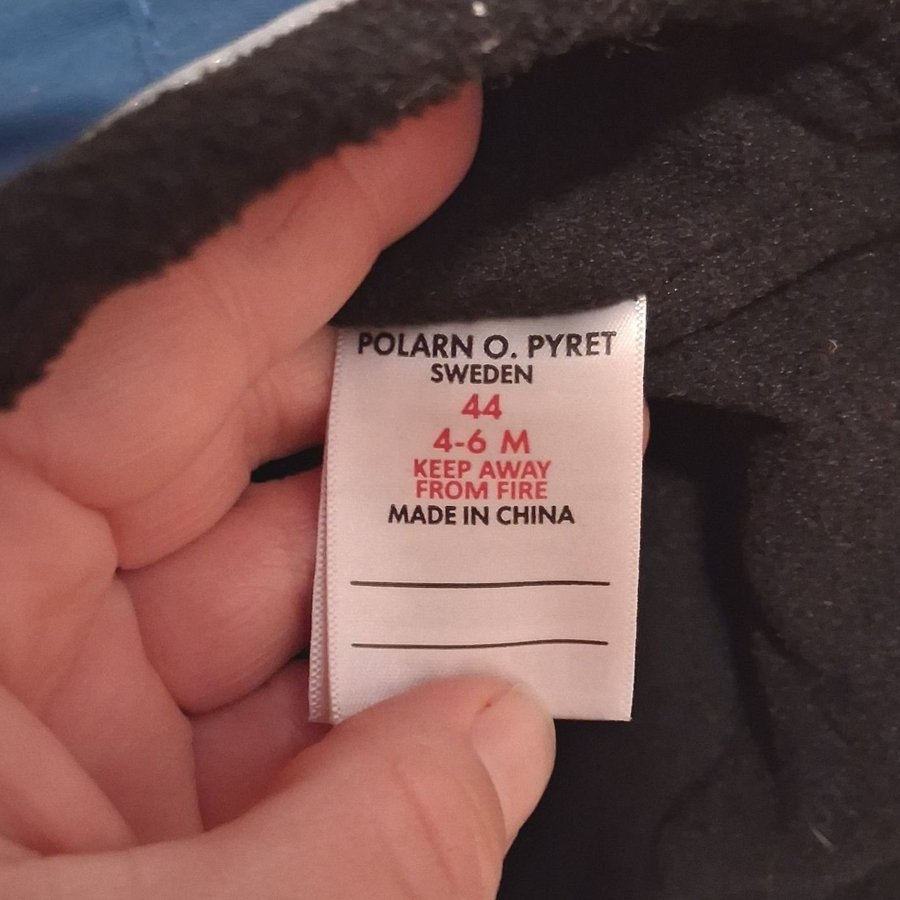 POLARN O. PYRET
SWEDEN
44
4-6 M
KEEP AWAY
FROM FIRE
MADE IN CHINA